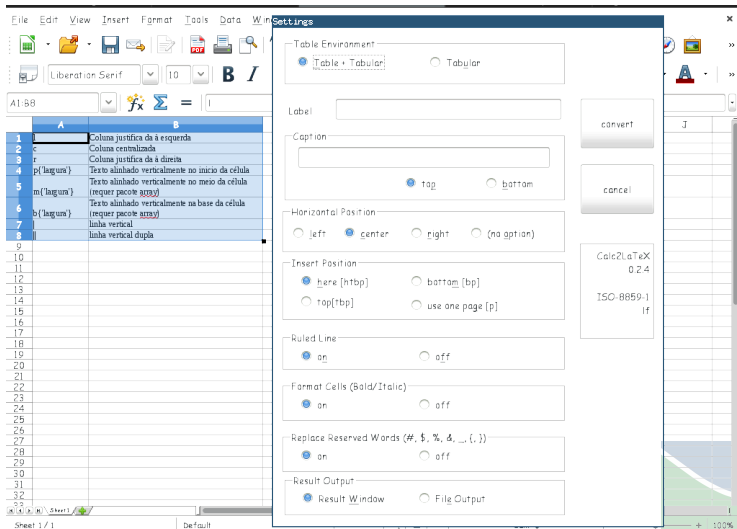 File Edit View Insert Format Tools Data Win
Settings
Liberation Serif 10 B I A
A1:B8 fx Σ = l
A B J
1 l Coluna justifica da à esquerda
2 c Coluna centralizada
3 r Coluna justifica da à direita
4 p{'largura'} Texto alinhado verticalmente no inicio da célula
5 m{'largura'} Texto alinhado verticalmente no meio da célula
(requer pacote array)
6 b{'largura'} Texto alinhado verticalmente na base da célula
(requer pacote array)
7 | linha vertical
8 || linha vertical dupla
9
10
11
12
13
14
15
16
17
18
19
20
21
22
23
24
25
26
27
28
29
30
31
32
33
Sheet1
Sheet 1 / 1 Default 100%
Table Environment
Table + Tabular Tabular
Label
Caption
top bottom
Horizontal Position
left center right (no option)
Insert Position
here [htbp] bottom [bp]
top[tbp] use one page [p]
Ruled Line
on off
Format Cells (Bold/Italic)
on off
Replace Reserved Words (#, $, %, &, _, {, })
on off
Result Output
Result Window File Output
convert
cancel
Calc2LaTeX
0.2.4
ISO-8859-1
lf